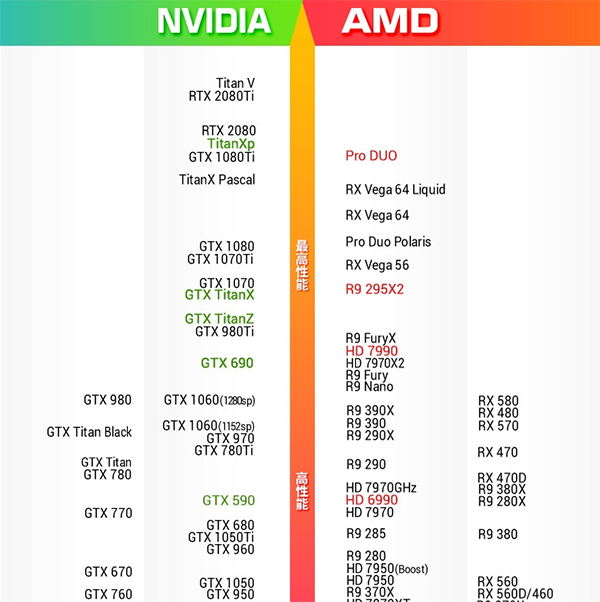 NVIDIA
AMD
Titan V
RTX 2080Ti
RTX 2080
TitanXp
GTX 1080Ti
Pro DUO
TitanX Pascal
RX Vega 64 Liquid
RX Vega 64
Pro Duo Polaris
GTX 1080
GTX 1070Ti
最高性能
RX Vega 56
GTX 1070
GTX TitanX
R9 295X2
GTX TitanZ
GTX 980Ti
R9 FuryX
HD 7990
GTX 690
HD 7970X2
R9 Fury
R9 Nano
GTX 980
GTX 1060(1280sp)
RX 580
R9 390X
RX 480
GTX Titan Black
GTX 1060(1152sp)
R9 390
RX 570
GTX 970
R9 290X
GTX 780Ti
RX 470
GTX Titan
R9 290
GTX 780
RX 470D
高性能
HD 7970GHz
R9 380X
GTX 590
HD 6990
R9 280X
GTX 770
HD 7970
GTX 680
GTX 1050Ti
R9 285
R9 380
GTX 960
R9 280
GTX 670
HD 7950(Boost)
GTX 1050
HD 7950
RX 560
GTX 760
GTX 950
R9 370X
RX 560D/460